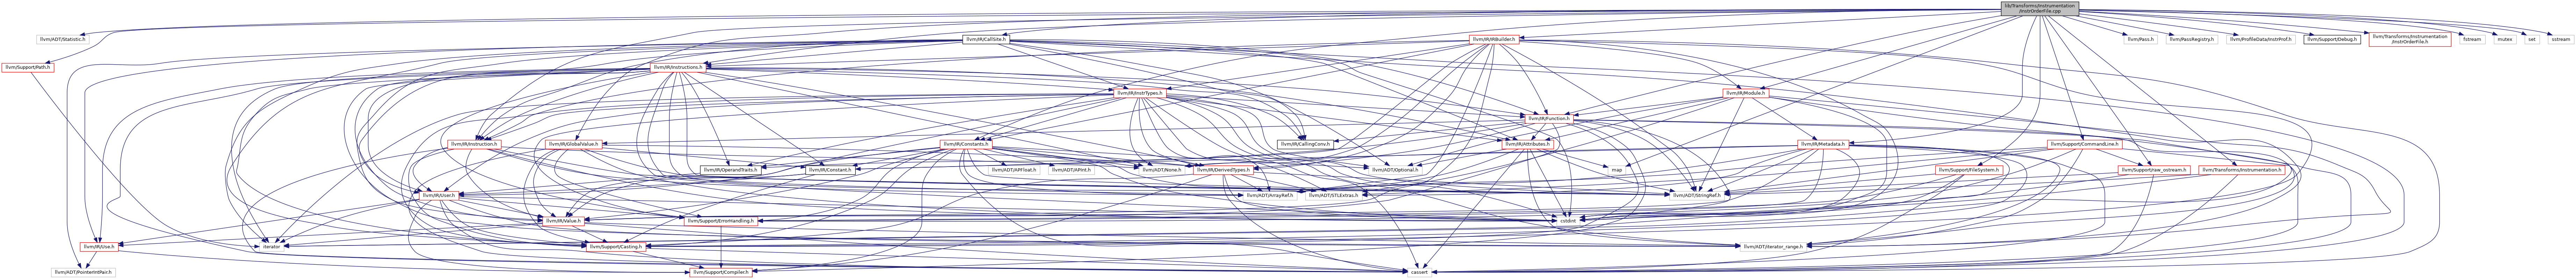 lib/Transforms/Instrumentation
/InstrOrderFile.cpp
llvm/ADT/Statistic.h
llvm/IR/CallSite.h
llvm/IR/IRBuilder.h
llvm/Pass.h
llvm/PassRegistry.h
llvm/ProfileData/InstrProf.h
llvm/Support/Debug.h
llvm/Transforms/Instrumentation
/InstrOrderFile.h
fstream
mutex
set
sstream
llvm/Support/Path.h
llvm/IR/Instructions.h
llvm/IR/InstrTypes.h
llvm/IR/Module.h
llvm/IR/Function.h
llvm/IR/Instruction.h
llvm/IR/GlobalValue.h
llvm/IR/Constants.h
llvm/IR/CallingConv.h
llvm/IR/Attributes.h
llvm/IR/Metadata.h
llvm/Support/CommandLine.h
llvm/IR/OperandTraits.h
llvm/IR/Constant.h
llvm/ADT/APFloat.h
llvm/ADT/APInt.h
llvm/ADT/None.h
llvm/IR/DerivedTypes.h
llvm/ADT/Optional.h
map
llvm/Support/FileSystem.h
llvm/Support/raw_ostream.h
llvm/Transforms/Instrumentation.h
llvm/IR/User.h
llvm/ADT/ArrayRef.h
llvm/ADT/STLExtras.h
llvm/ADT/StringRef.h
llvm/IR/Value.h
llvm/Support/ErrorHandling.h
cstdint
llvm/IR/Use.h
iterator
llvm/Support/Casting.h
llvm/ADT/iterator_range.h
llvm/ADT/PointerIntPair.h
llvm/Support/Compiler.h
cassert